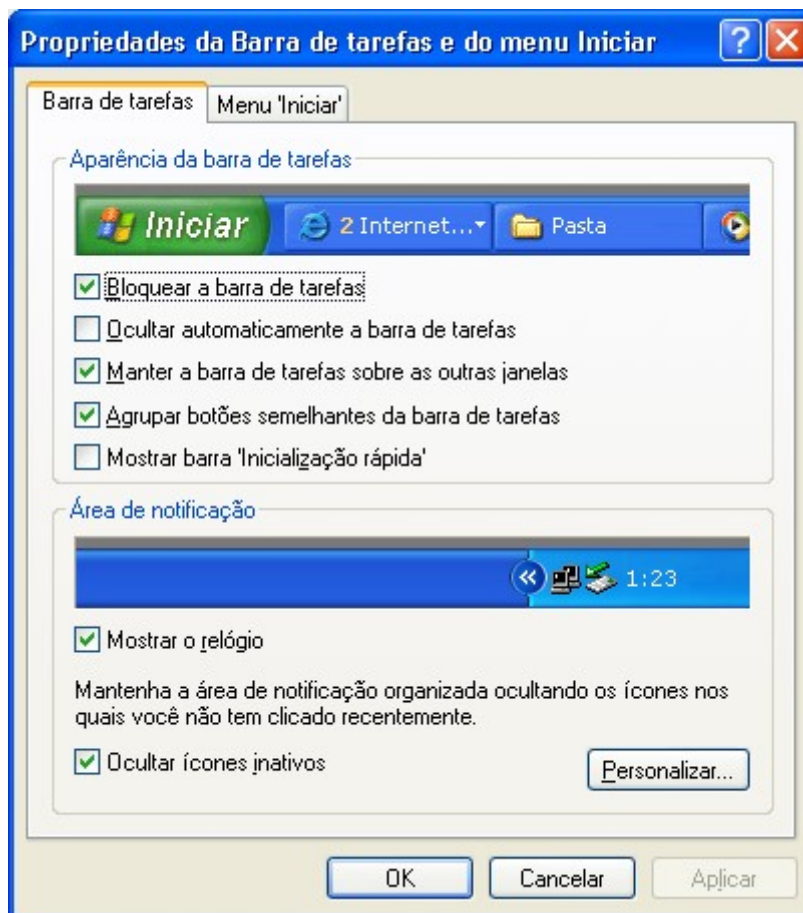 Propriedades da Barra de tarefas e do menu Iniciar
Barra de tarefas
Menu 'Iniciar'
Aparência da barra de tarefas
Iniciar
2 Internet...
Pasta
Bloquear a barra de tarefas
Ocultar automaticamente a barra de tarefas
Manter a barra de tarefas sobre as outras janelas
Agrupar botões semelhantes da barra de tarefas
Mostrar barra 'Inicialização rápida'
Área de notificação
1:23
Mostrar o relógio
Mantenha a área de notificação organizada ocultando os ícones nos
quais você não tem clicado recentemente.
Ocultar ícones inativos
Personalizar...
OK
Cancelar
Aplicar